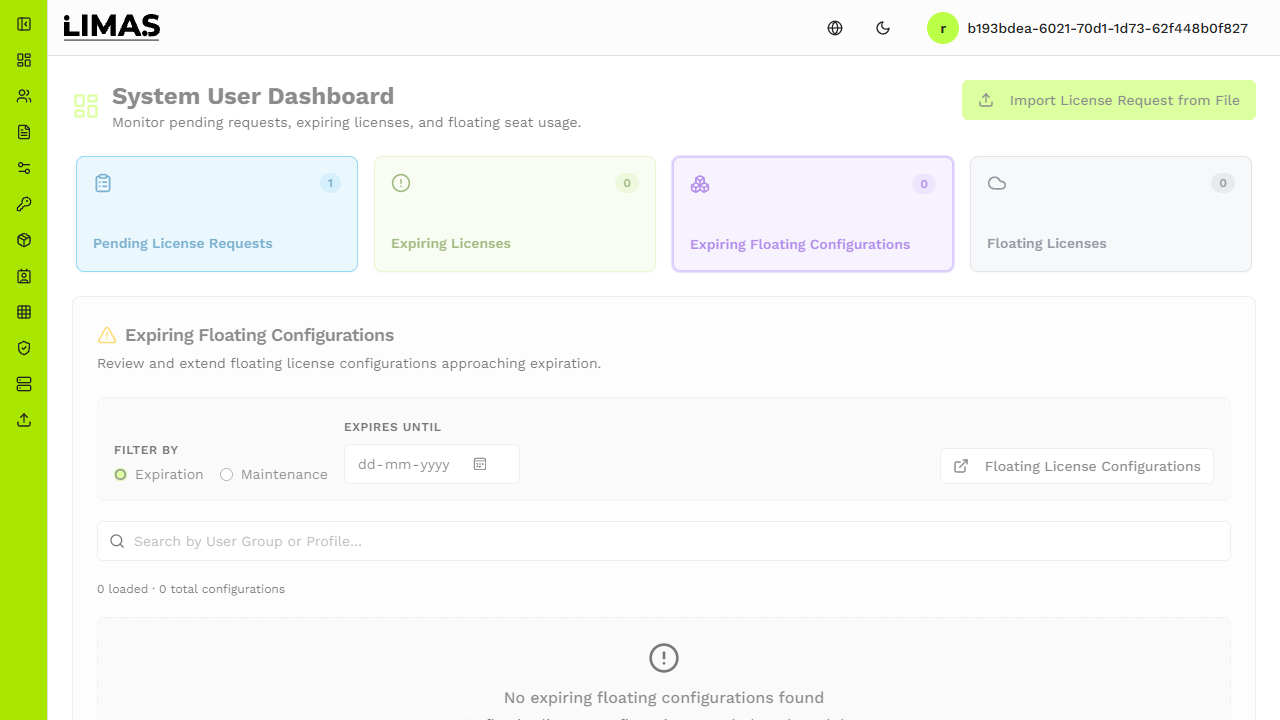 LIMAS
r
b193bdea-6021-70d1-1d73-62f448b0f827
System User Dashboard
Monitor pending requests, expiring licenses, and floating seat usage.
Import License Request from File
1
Pending License Requests
0
Expiring Licenses
0
Expiring Floating Configurations
0
Floating Licenses
Expiring Floating Configurations
Review and extend floating license configurations approaching expiration.
FILTER BY
Expiration
Maintenance
EXPIRES UNTIL
dd-mm-yyyy
Floating License Configurations
Search by User Group or Profile...
0 loaded · 0 total configurations
No expiring floating configurations found